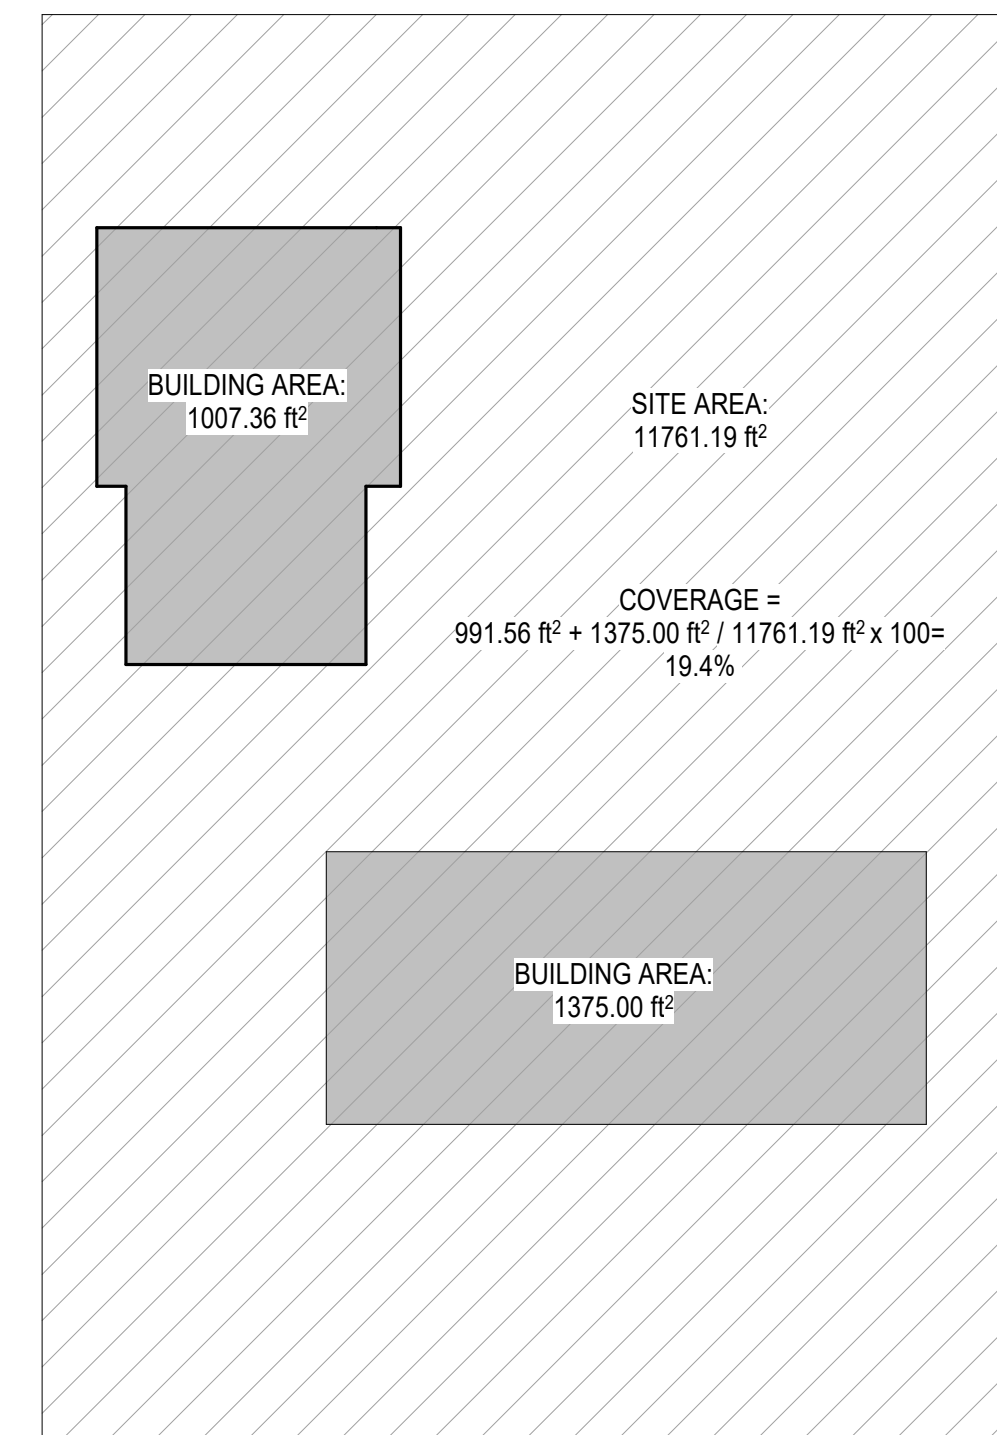 BUILDING AREA:
1007.36 ft²
SITE AREA:
11761.19 ft²
COVERAGE =
991.56 ft² + 1375.00 ft² / 11761.19 ft² x 100=
19.4%
BUILDING AREA:
1375.00 ft²